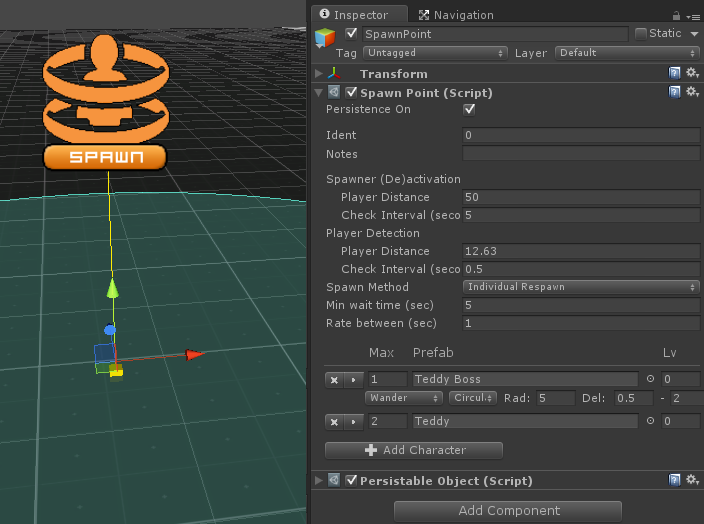 SPAWN
Inspector
Navigation
SpawnPoint
Static
Tag Untagged Layer Default
Transform
Spawn Point (Script)
Persistence On
Ident 0
Notes
Spawner (De)activation
Player Distance 50
Check Interval (seco 5
Player Detection
Player Distance 12.63
Check Interval (seco 0.5
Spawn Method Individual Respawn
Min wait time (sec) 5
Rate between (sec) 1
Max Prefab Lv
1 Teddy Boss 0
Wander Circul Rad: 5 Del: 0.5 - 2
2 Teddy 0
Add Character
Persistable Object (Script)
Add Component